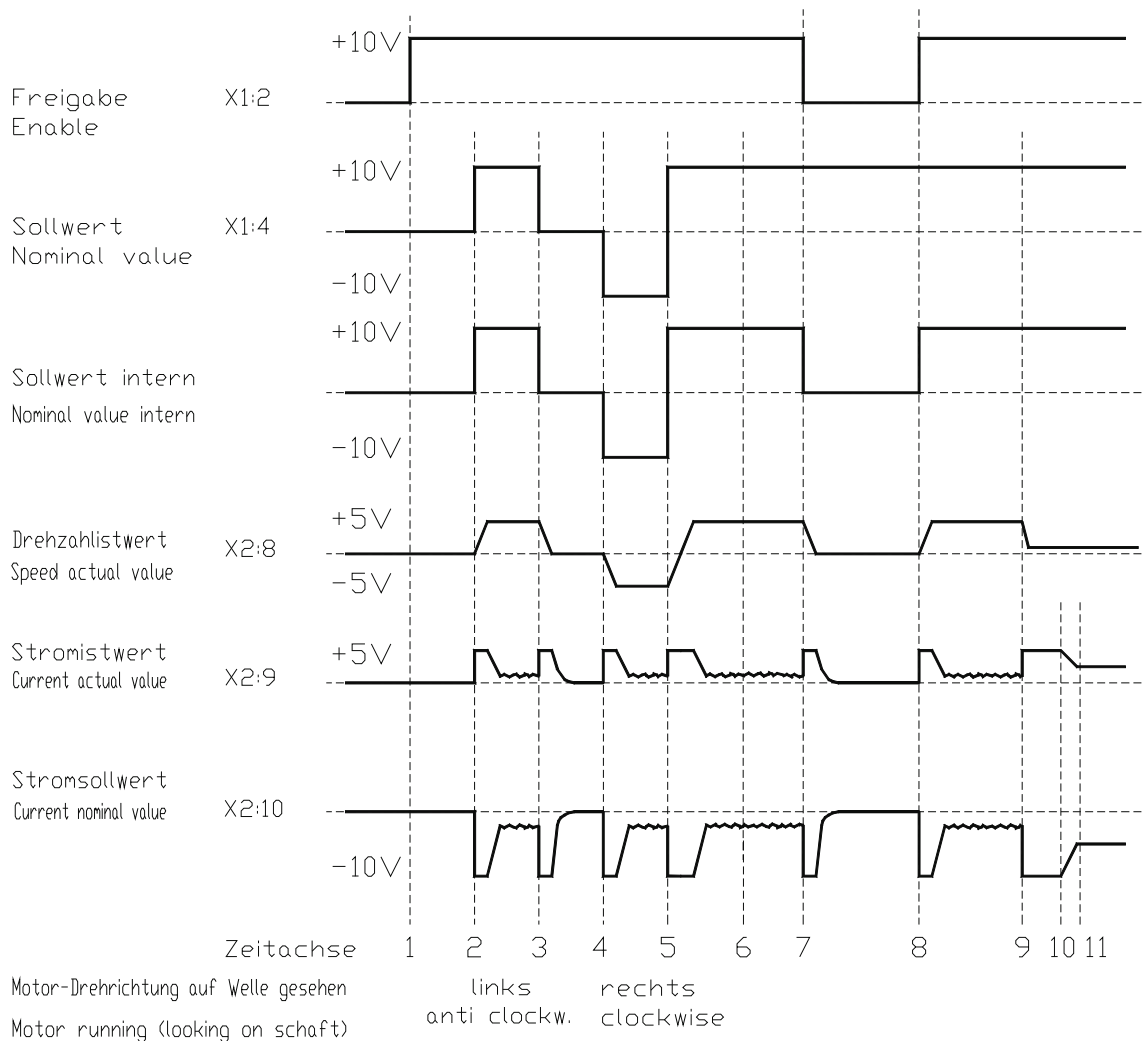 +10V
Freigabe X1:2
Enable
+10V
Sollwert X1:4
Nominal value
-10V
+10V
Sollwert intern
Nominal value intern
-10V
+5V
Drehzahlistwert X2:8
Speed actual value
-5V
Stromistwert +5V
Current actual value X2:9
Stromsollwert
Current nominal value X2:10
-10V
Zeitachse 1 2 3 4 5 6 7 8 9 10 11
Motor-Drehrichtung auf Welle gesehen links rechts
anti clockw. clockwise
Motor running (looking on schaft)